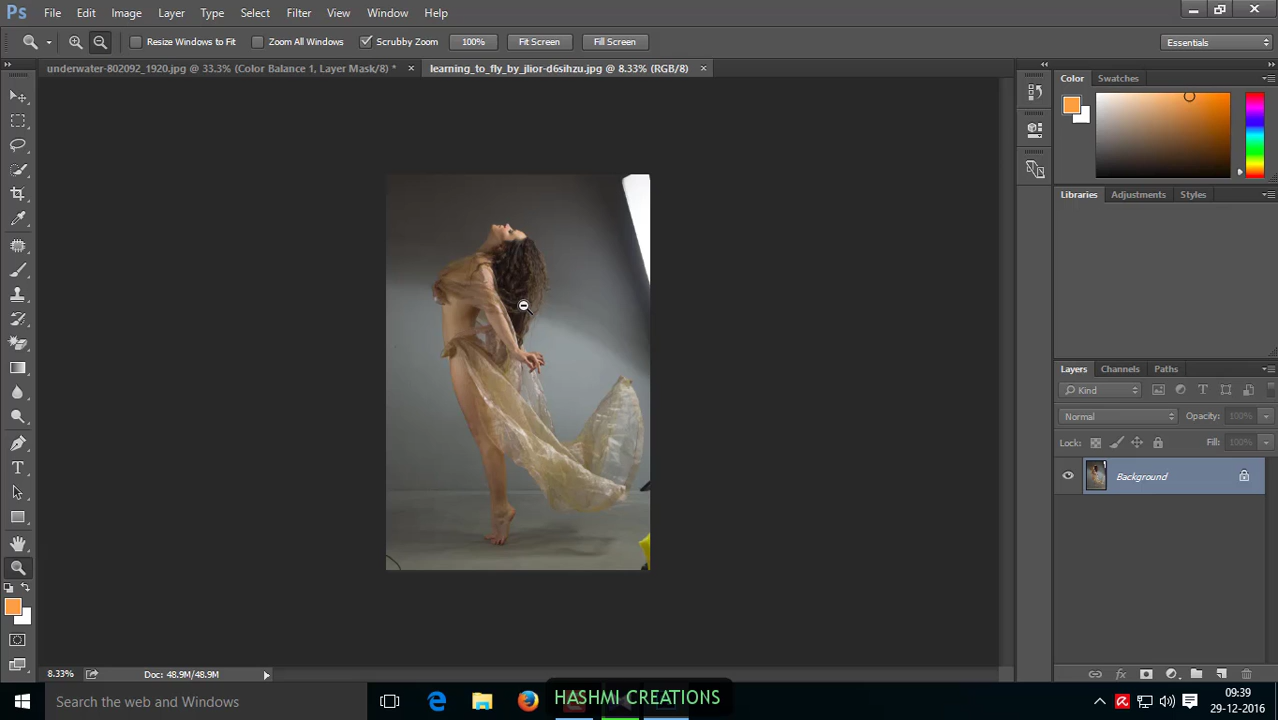 Ps File Edit Image Layer Type Select Filter View Window Help
Resize Windows to Fit Zoom All Windows Scrubby Zoom 100% Fit Screen Fill Screen Essentials
underwater-802092_1920.jpg @ 33.3% (Color Balance 1, Layer Mask/8) * × learning_to_fly_by_jlior-d6sihzu.jpg @ 8.33% (RGB/8) ×
Color Swatches
Libraries Adjustments Styles
Layers Channels Paths
Kind
Normal Opacity: 100%
Lock: Fill: 100%
Background
fx
8.33% Doc: 48.9M/48.9M
Search the web and Windows
HASHMI CREATIONS
09:39
29-12-2016